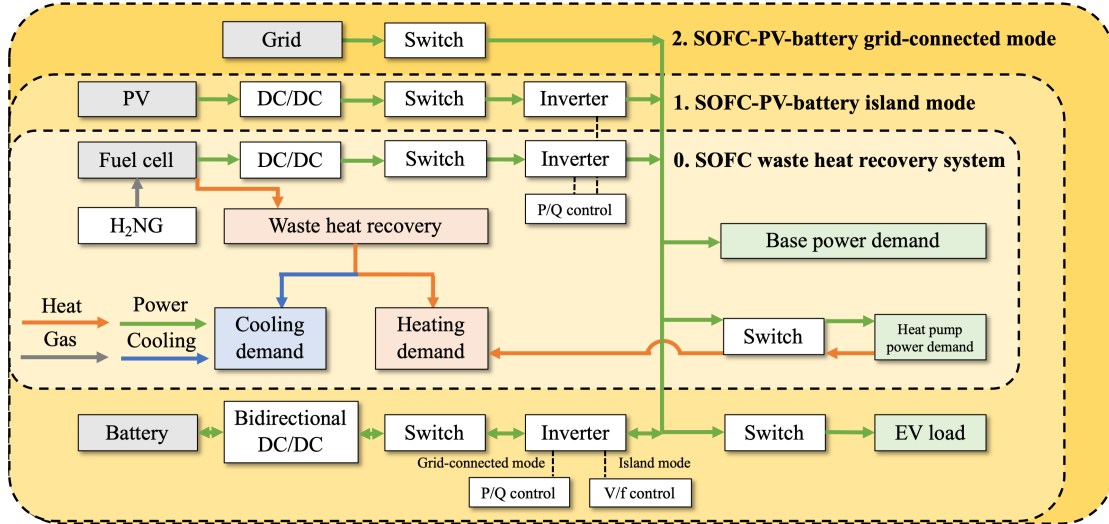 Grid
Switch
2. SOFC-PV-battery grid-connected mode
PV
DC/DC
Switch
Inverter
1. SOFC-PV-battery island mode
Fuel cell
DC/DC
Switch
Inverter
0. SOFC waste heat recovery system
P/Q control
H₂NG
Waste heat recovery
Base power demand
Heat
Power
Gas
Cooling
Cooling
demand
Heating
demand
Switch
Heat pump
power demand
Battery
Bidirectional
DC/DC
Switch
Inverter
Switch
EV load
Grid-connected mode
Island mode
P/Q control
V/f control